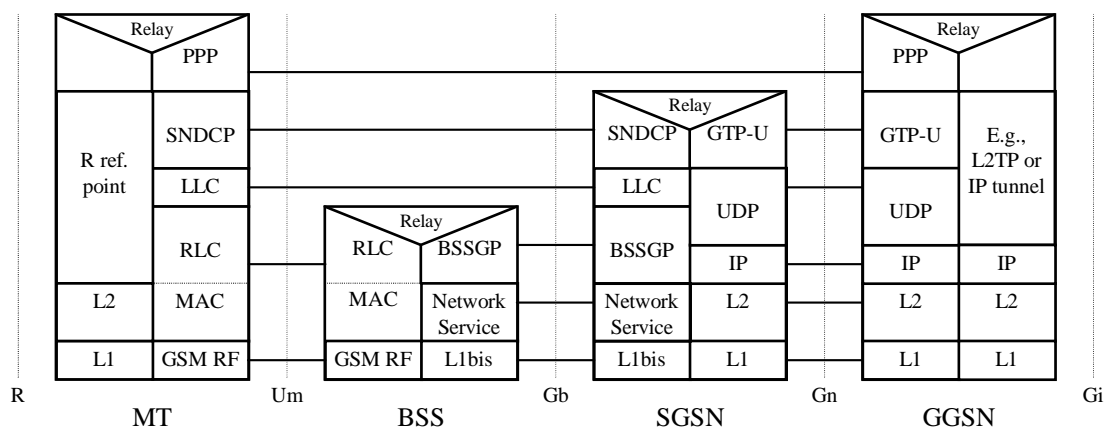 Relay
Relay
PPP
PPP
Relay
SNDCP
SNDCP
GTP-U
GTP-U
E.g.,
L2TP or
IP tunnel
R ref.
point
LLC
LLC
UDP
UDP
Relay
RLC
RLC
BSSGP
BSSGP
IP
IP
IP
L2
MAC
MAC
Network
Service
Network
Service
L2
L2
L2
L1
GSM RF
GSM RF
L1bis
L1bis
L1
L1
L1
R
Um
Gb
Gn
Gi
MT
BSS
SGSN
GGSN